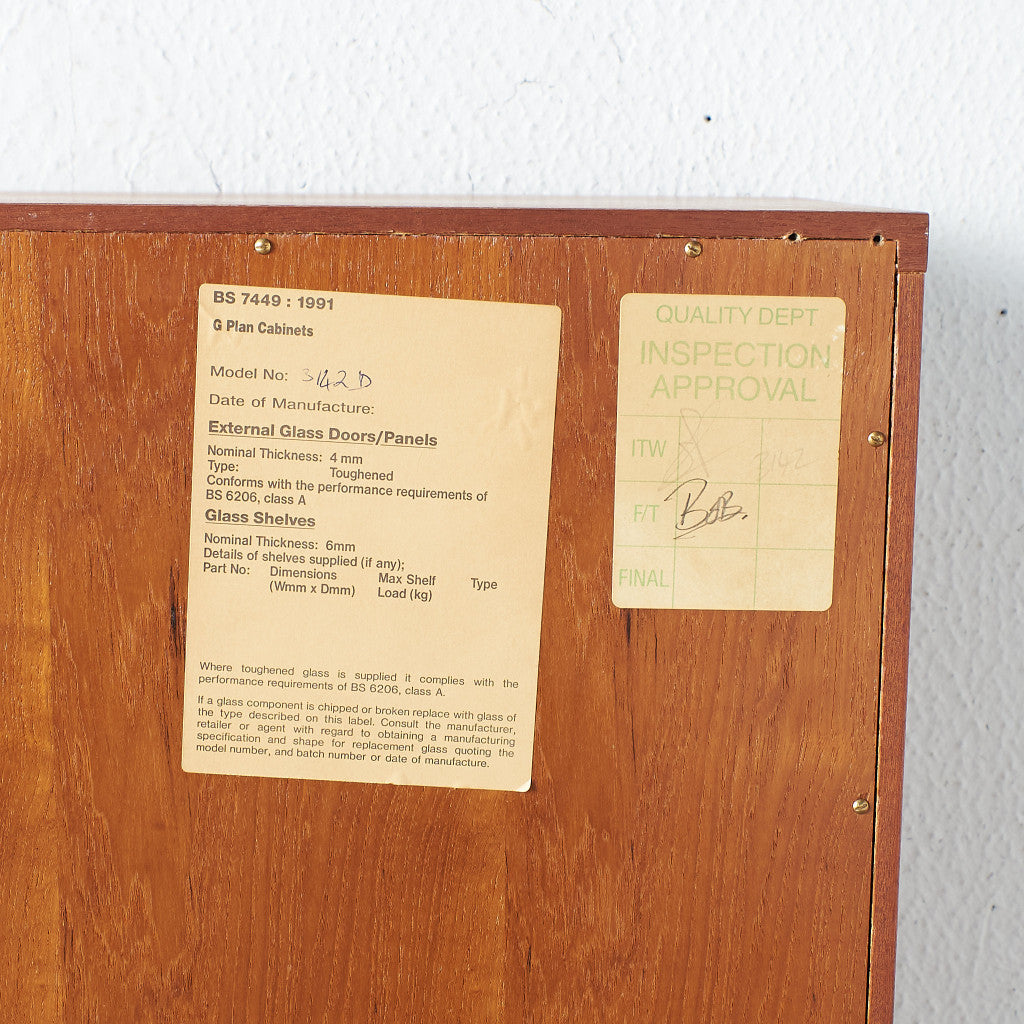 BS 7449 : 1991
G Plan Cabinets
Model No: 3142 D
Date of Manufacture:
External Glass Doors/Panels
Nominal Thickness: 4 mm
Type: Toughened
Conforms with the performance requirements of
BS 6206, class A
Glass Shelves
Nominal Thickness: 6mm
Details of shelves supplied (if any);
Part No: Dimensions Max Shelf Type
(Wmm x Dmm) Load (kg)
Where toughened glass is supplied it complies with the
performance requirements of BS 6206, class A.
If a glass component is chipped or broken replace with glass of
the type described on this label. Consult the manufacturer,
retailer or agent with regard to obtaining a manufacturing
specification and shape for replacement glass quoting the
model number, and batch number or date of manufacture.
QUALITY DEPT
INSPECTION
APPROVAL
ITW 3142
F/T BOB.
FINAL